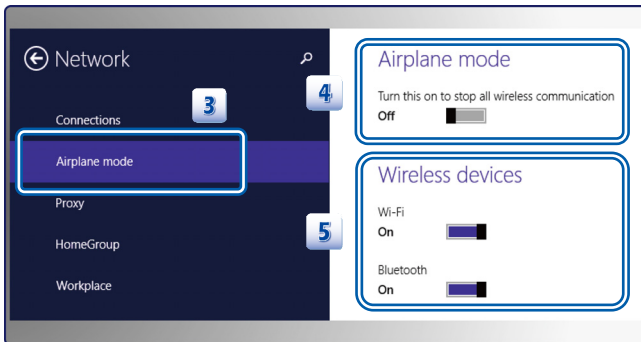 Network
3
Connections
Airplane mode
Proxy
HomeGroup
Workplace
4
Airplane mode
Turn this on to stop all wireless communication
Off
5
Wireless devices
Wi-Fi
On
Bluetooth
On